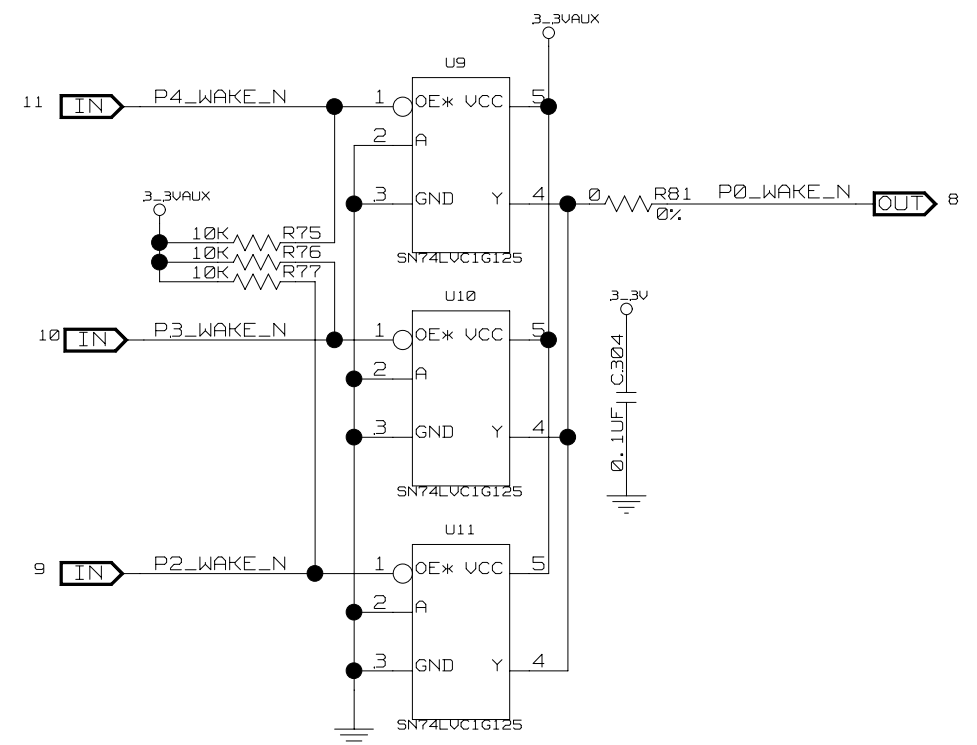 3_3VAUX
U9
11 IN P4_WAKE_N 1 OE* VCC 5
2 A
3 GND Y 4 0 R81 P0_WAKE_N OUT 8
0%
3_3VAUX
10K R75
10K R76
10K R77
SN74LVC1G125
U10
3_3V
10 IN P3_WAKE_N 1 OE* VCC 5
2 A
3 GND Y 4
C304
0.1UF
SN74LVC1G125
U11
9 IN P2_WAKE_N 1 OE* VCC 5
2 A
3 GND Y 4
SN74LVC1G125